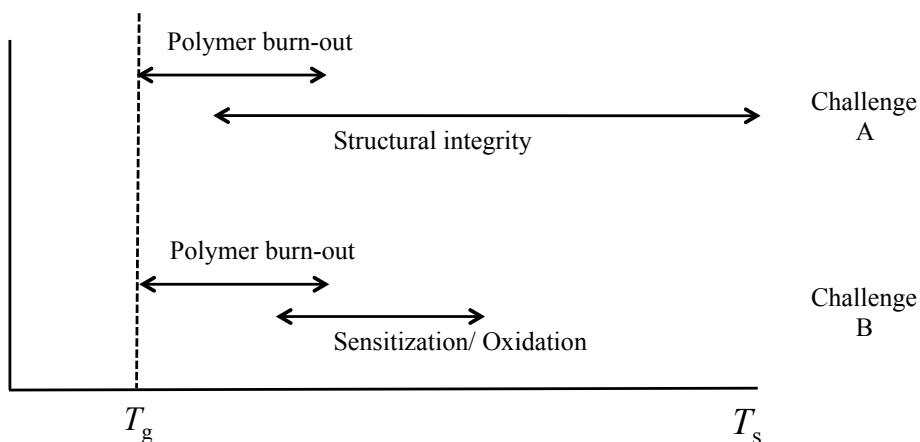 Polymer burn-out
Structural integrity
Challenge
A
Polymer burn-out
Sensitization/ Oxidation
Challenge
B
Tg
Ts